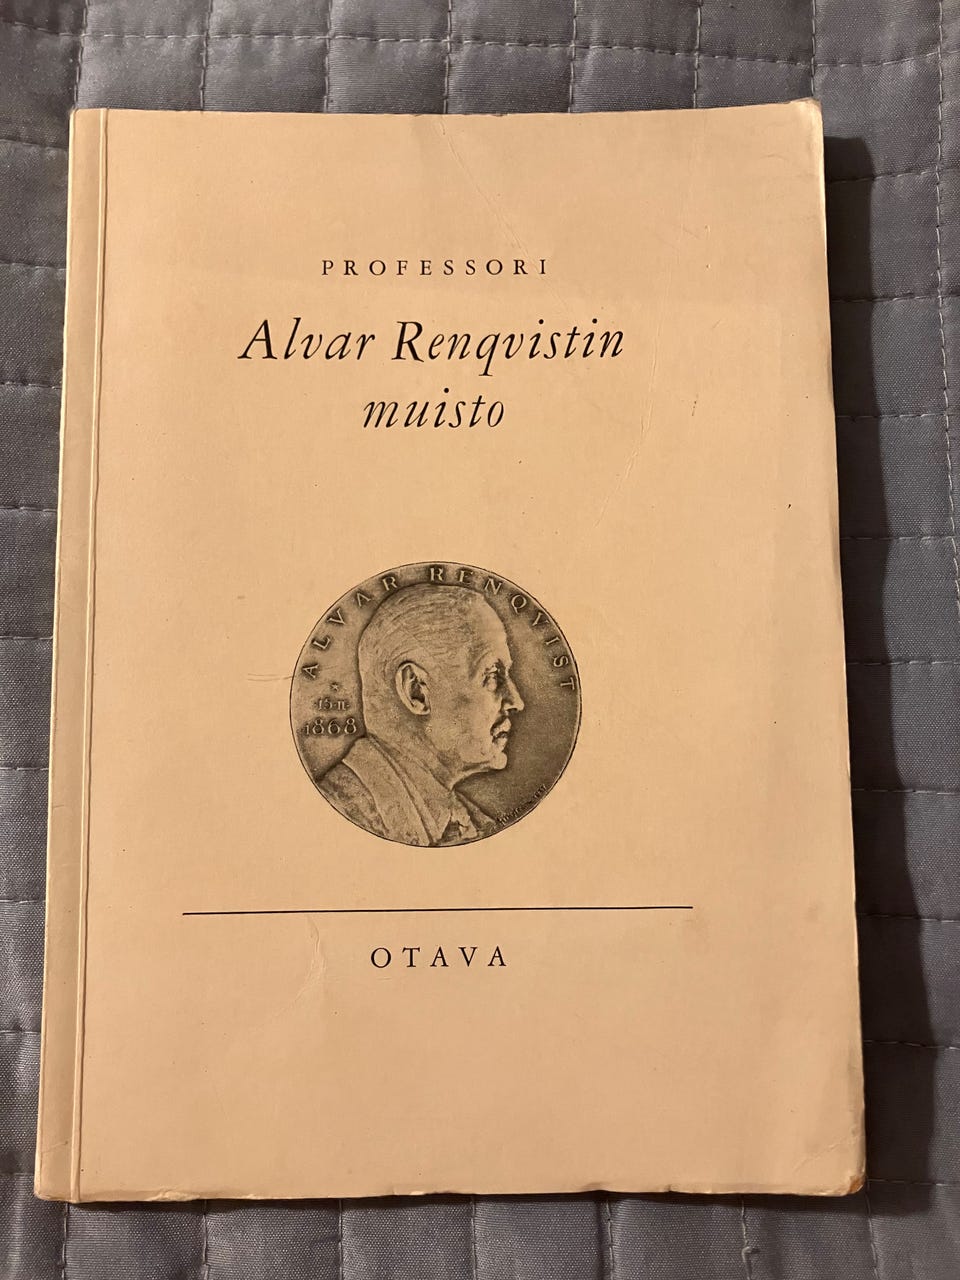 PROFESSORI
Alvar Renqvistin
muisto
ALVAR RENQVIST
*
15·II·
1868
OTAVA